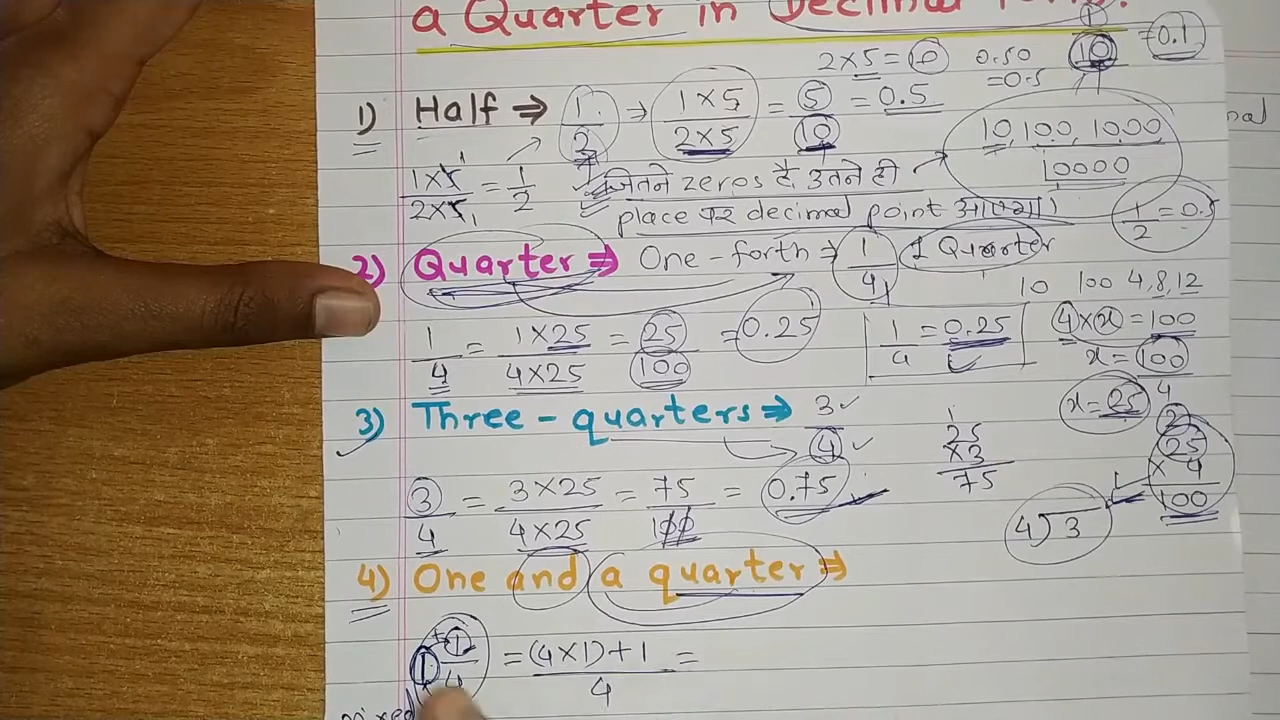 a Quarter in Decimal form.
2×5=10 0.50 =0.5
1/10 = 0.1
1) Half ⇒ 1/2 → 1×5/2×5 = 5/10 = 0.5
10, 100, 1000
10000
1×5/2×5 = 1/2
जितने zeros है, उतने ही
place पर decimal point आएगा।
1/2 = 0.5
2) Quarter ⇒ One-forth ⇒ 1/4 1 Quarter
10 100 4,8,12
1/4 = 1×25/4×25 = 25/100 = 0.25
1/4 = 0.25
4×x = 100
x = 100/4
x = 25
3) Three-quarters ⇒ 3/4
25
×3
75
2
25
× 4
100
3/4 = 3×25/4×25 = 75/100 = 0.75
4)3
4) One and a quarter ⇒
1 1/4 = (4×1)+1/4 =
mixed
nal